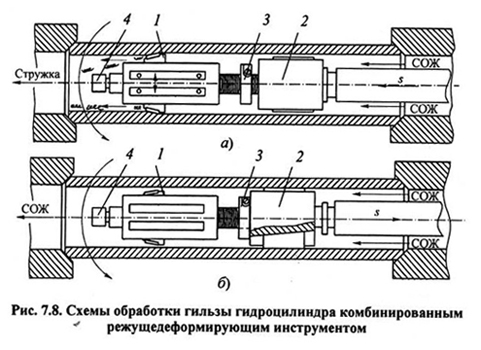 4 1 3 2
Стружка
s
СОЖ
СОЖ
а)
4 1 3 2
СОЖ
s
СОЖ
б)
Рис. 7.8. Схемы обработки гильзы гидроцилиндра комбинированным
режущедеформирующим инструментом